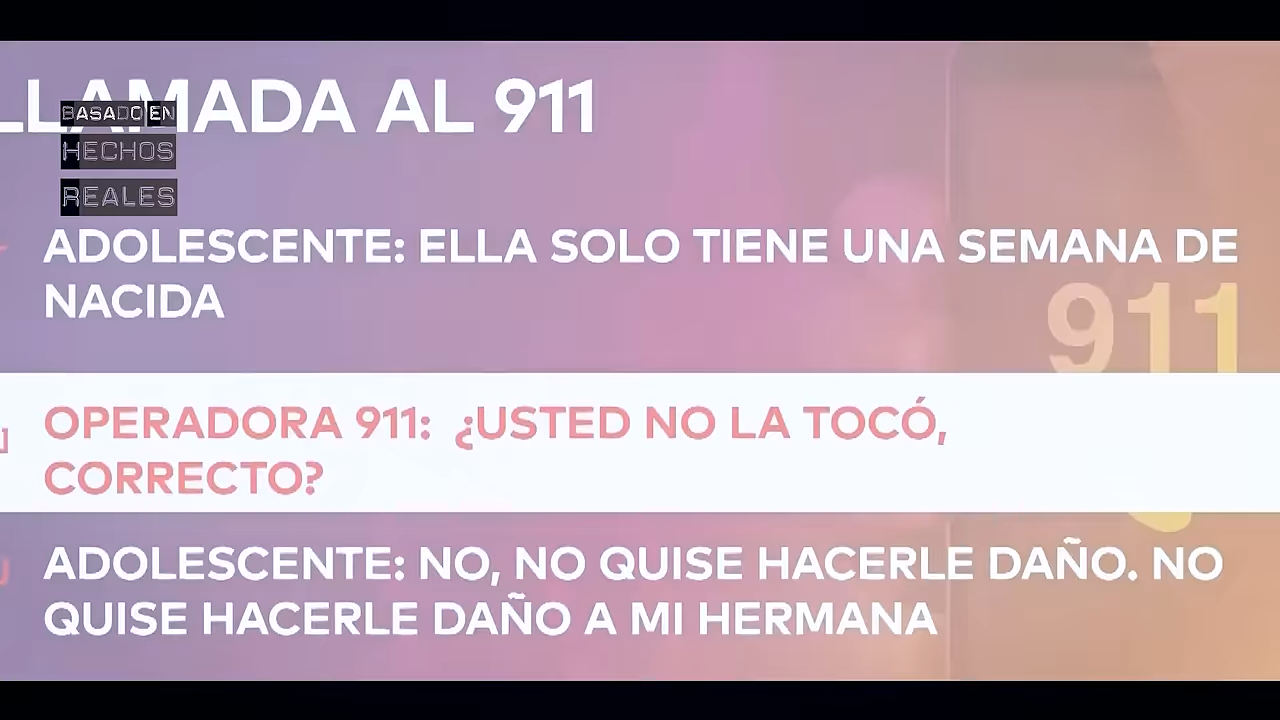 LLAMADA AL 911
BASADO EN
HECHOS
REALES
ADOLESCENTE: ELLA SOLO TIENE UNA SEMANA DE
NACIDA
911
OPERADORA 911: ¿USTED NO LA TOCÓ,
CORRECTO?
ADOLESCENTE: NO, NO QUISE HACERLE DAÑO. NO
QUISE HACERLE DAÑO A MI HERMANA